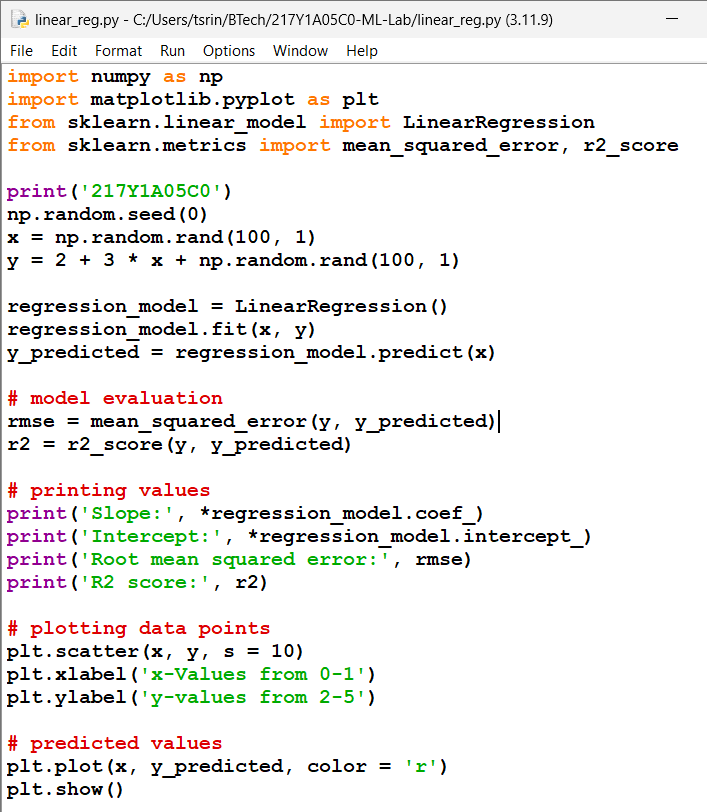 linear_reg.py - C:/Users/tsrin/BTech/217Y1A05C0-ML-Lab/linear_reg.py (3.11.9)
File Edit Format Run Options Window Help
import numpy as np
import matplotlib.pyplot as plt
from sklearn.linear_model import LinearRegression
from sklearn.metrics import mean_squared_error, r2_score

print('217Y1A05C0')
np.random.seed(0)
x = np.random.rand(100, 1)
y = 2 + 3 * x + np.random.rand(100, 1)

regression_model = LinearRegression()
regression_model.fit(x, y)
y_predicted = regression_model.predict(x)

# model evaluation
rmse = mean_squared_error(y, y_predicted)
r2 = r2_score(y, y_predicted)

# printing values
print('Slope:', *regression_model.coef_)
print('Intercept:', *regression_model.intercept_)
print('Root mean squared error:', rmse)
print('R2 score:', r2)

# plotting data points
plt.scatter(x, y, s = 10)
plt.xlabel('x-Values from 0-1')
plt.ylabel('y-values from 2-5')

# predicted values
plt.plot(x, y_predicted, color = 'r')
plt.show()